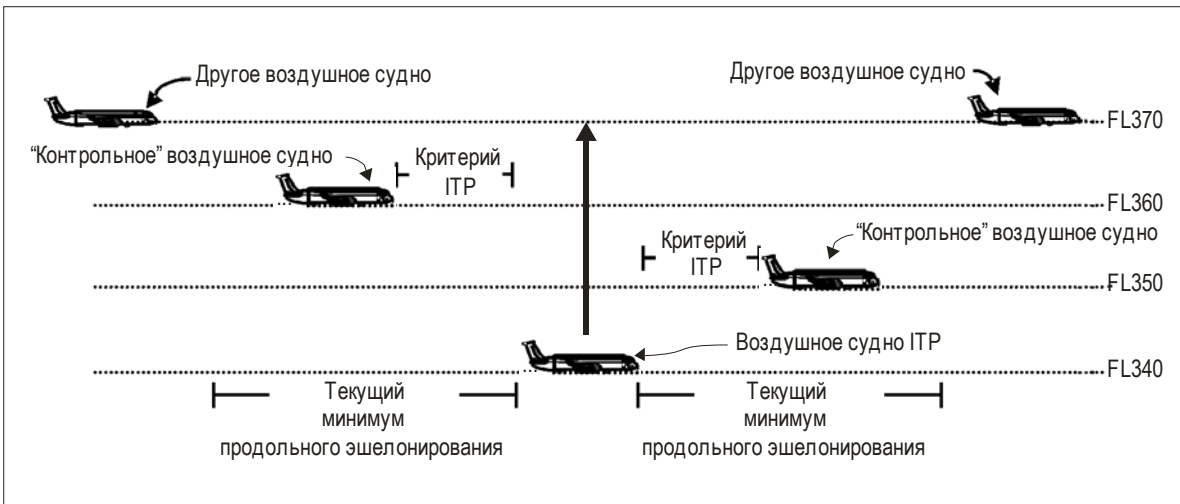 Другое воздушное судно
Другое воздушное судно
FL370
“Контрольное” воздушное судно
Критерий
ITP
FL360
“Контрольное” воздушное судно
Критерий
ITP
FL350
Воздушное судно ITP
FL340
Текущий
минимум
продольного эшелонирования
Текущий
минимум
продольного эшелонирования